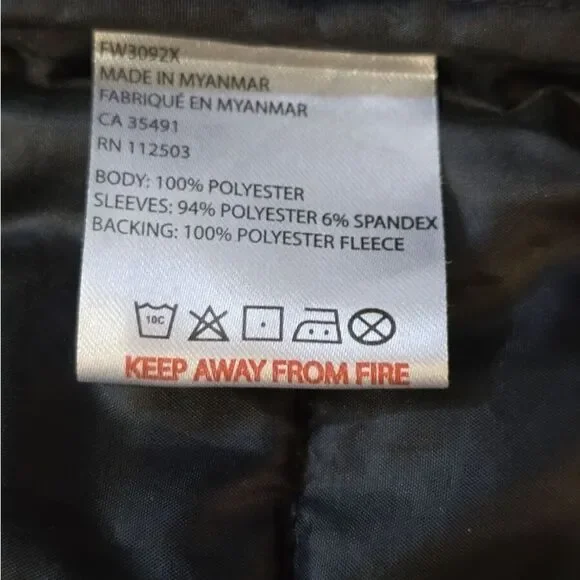 FW3092X
MADE IN MYANMAR
FABRIQUÉ EN MYANMAR
CA 35491
RN 112503
BODY: 100% POLYESTER
SLEEVES: 94% POLYESTER 6% SPANDEX
BACKING: 100% POLYESTER FLEECE
10C
KEEP AWAY FROM FIRE